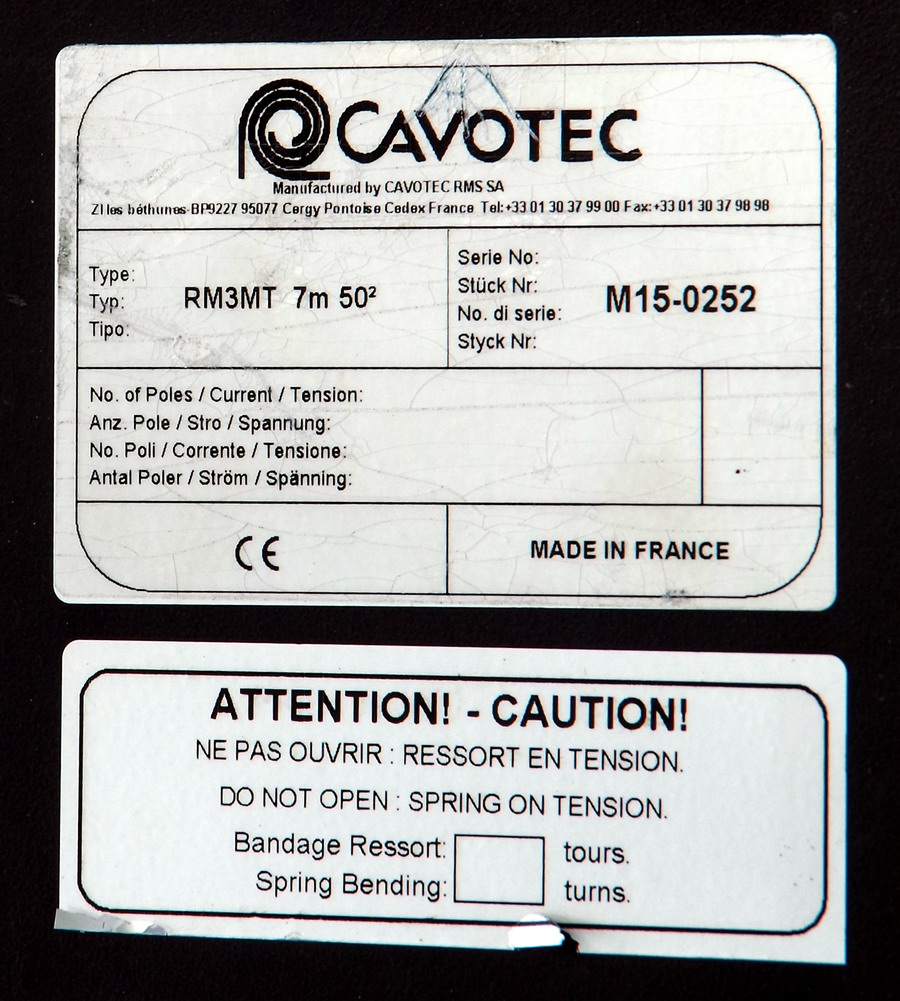 CAVOTEC
Manufactured by CAVOTEC RMS SA
ZI les béthunes-BP9227 95077 Cergy Pontoise Cedex France Tel:+33 01 30 37 99 00 Fax:+33 01 30 37 98 98
Type:
Typ:
Tipo:
RM3MT 7m 50²
Serie No:
Stück Nr:
No. di serie:
Styck Nr:
M15-0252
No. of Poles / Current / Tension:
Anz. Pole / Stro / Spannung:
No. Poli / Corrente / Tensione:
Antal Poler / Ström / Spänning:
CE
MADE IN FRANCE
ATTENTION! - CAUTION!
NE PAS OUVRIR : RESSORT EN TENSION.
DO NOT OPEN : SPRING ON TENSION.
Bandage Ressort: tours.
Spring Bending: turns.